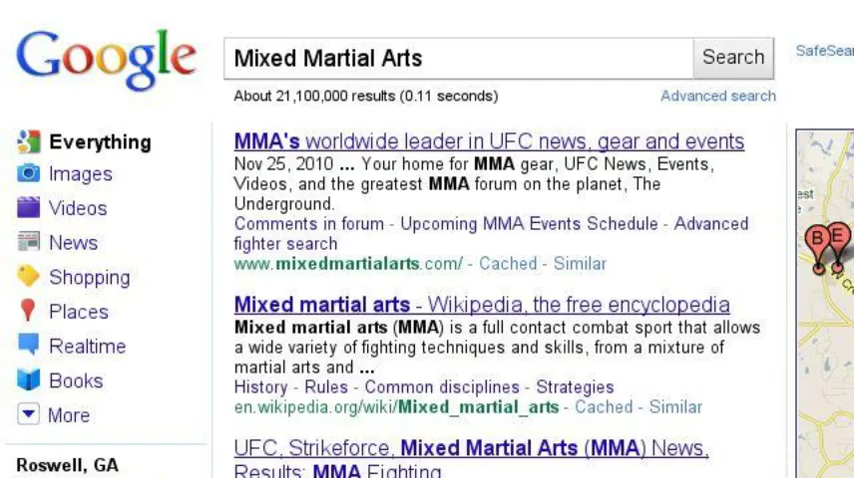 Google
Mixed Martial Arts
Search
SafeSear
About 21,100,000 results (0.11 seconds)
Advanced search
Everything
Images
Videos
News
Shopping
Places
Realtime
Books
More
Roswell, GA
MMA's worldwide leader in UFC news, gear and events
Nov 25, 2010 ... Your home for MMA gear, UFC News, Events,
Videos, and the greatest MMA forum on the planet, The
Underground.
Comments in forum - Upcoming MMA Events Schedule - Advanced
fighter search
www.mixedmartialarts.com/ - Cached - Similar
Mixed martial arts - Wikipedia, the free encyclopedia
Mixed martial arts (MMA) is a full contact combat sport that allows
a wide variety of fighting techniques and skills, from a mixture of
martial arts and ...
History - Rules - Common disciplines - Strategies
en.wikipedia.org/wiki/Mixed_martial_arts - Cached - Similar
UFC, Strikeforce, Mixed Martial Arts (MMA) News,
Results: MMA Fighting
est
B
E